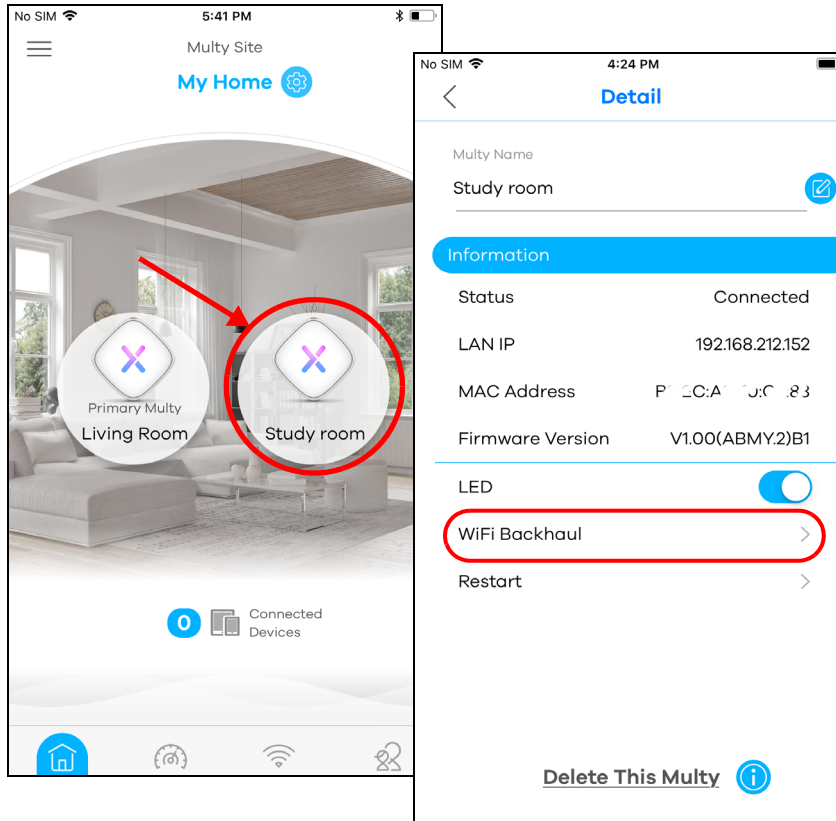 No SIM 5:41 PM
Multy Site
My Home
Primary Multy
Living Room
Study room
0 Connected
Devices
No SIM 4:24 PM
Detail
Multy Name
Study room
Information
Status Connected
LAN IP 192.168.212.152
MAC Address
Firmware Version V1.00(ABMY.2)B1
LED
WiFi Backhaul
Restart
Delete This Multy